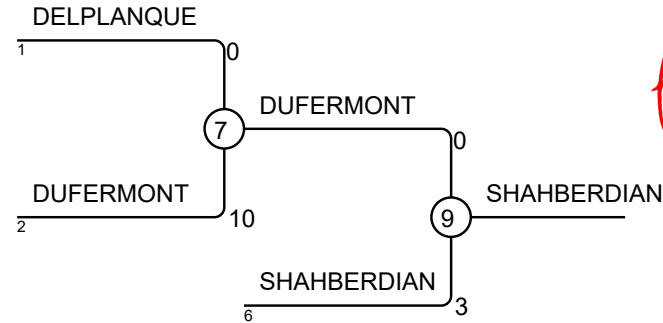 DELPLANQUE
1
0
7
DUFERMONT
0
DUFERMONT
2
10
9
SHAHBERDIAN
SHAHBERDIAN
6
3